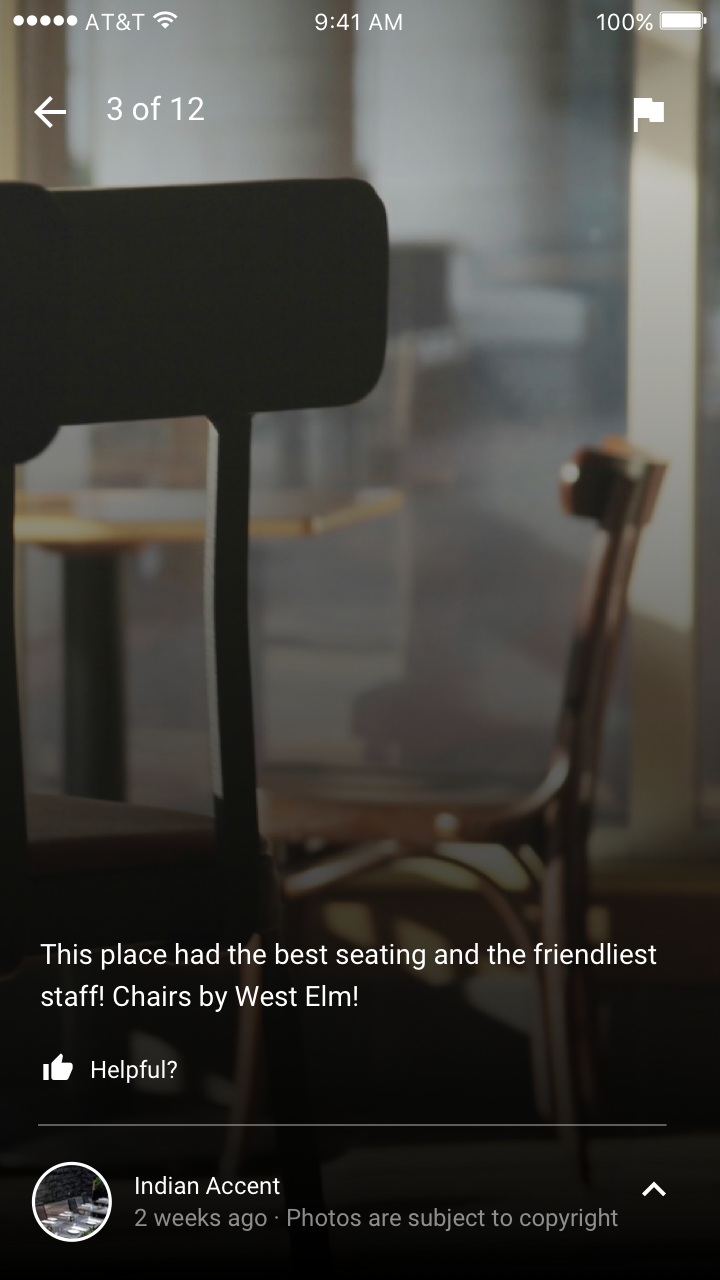 AT&T 9:41 AM 100%
3 of 12
This place had the best seating and the friendliest
staff! Chairs by West Elm!
Helpful?
Indian Accent
2 weeks ago · Photos are subject to copyright